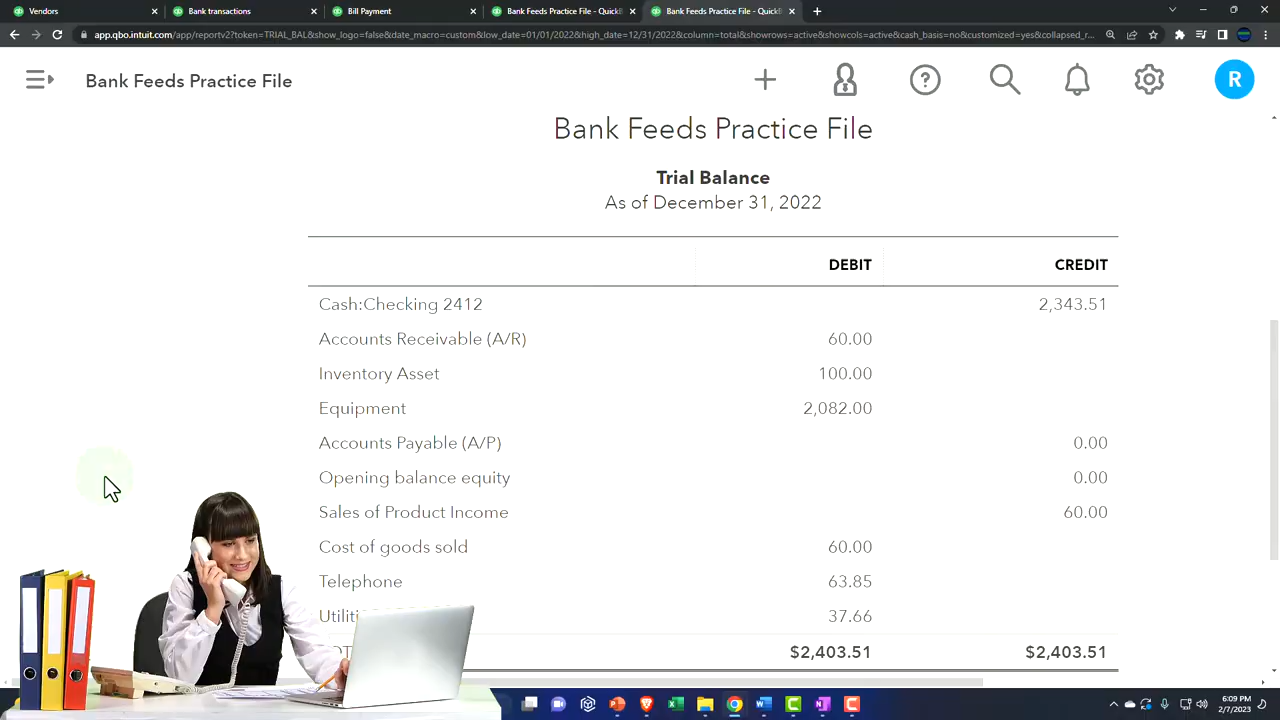 Vendors
Bank transactions
Bill Payment
Bank Feeds Practice File - Quick
Bank Feeds Practice File - Quick
app.qbo.intuit.com/app/reportv2?token=TRIAL_BAL&show_logo=false&date_macro=custom&low_date=01/01/2022&high_date=12/31/2022&column=total&showrows=active&showcols=active&cash_basis=no&customized=yes&collapsed_r...
Bank Feeds Practice File
R
Bank Feeds Practice File
Trial Balance
As of December 31, 2022
DEBIT CREDIT
Cash:Checking 2412 2,343.51
Accounts Receivable (A/R) 60.00
Inventory Asset 100.00
Equipment 2,082.00
Accounts Payable (A/P) 0.00
Opening balance equity 0.00
Sales of Product Income 60.00
Cost of goods sold 60.00
Telephone 63.85
37.66
$2,403.51 $2,403.51
6:09 PM
2/7/2023